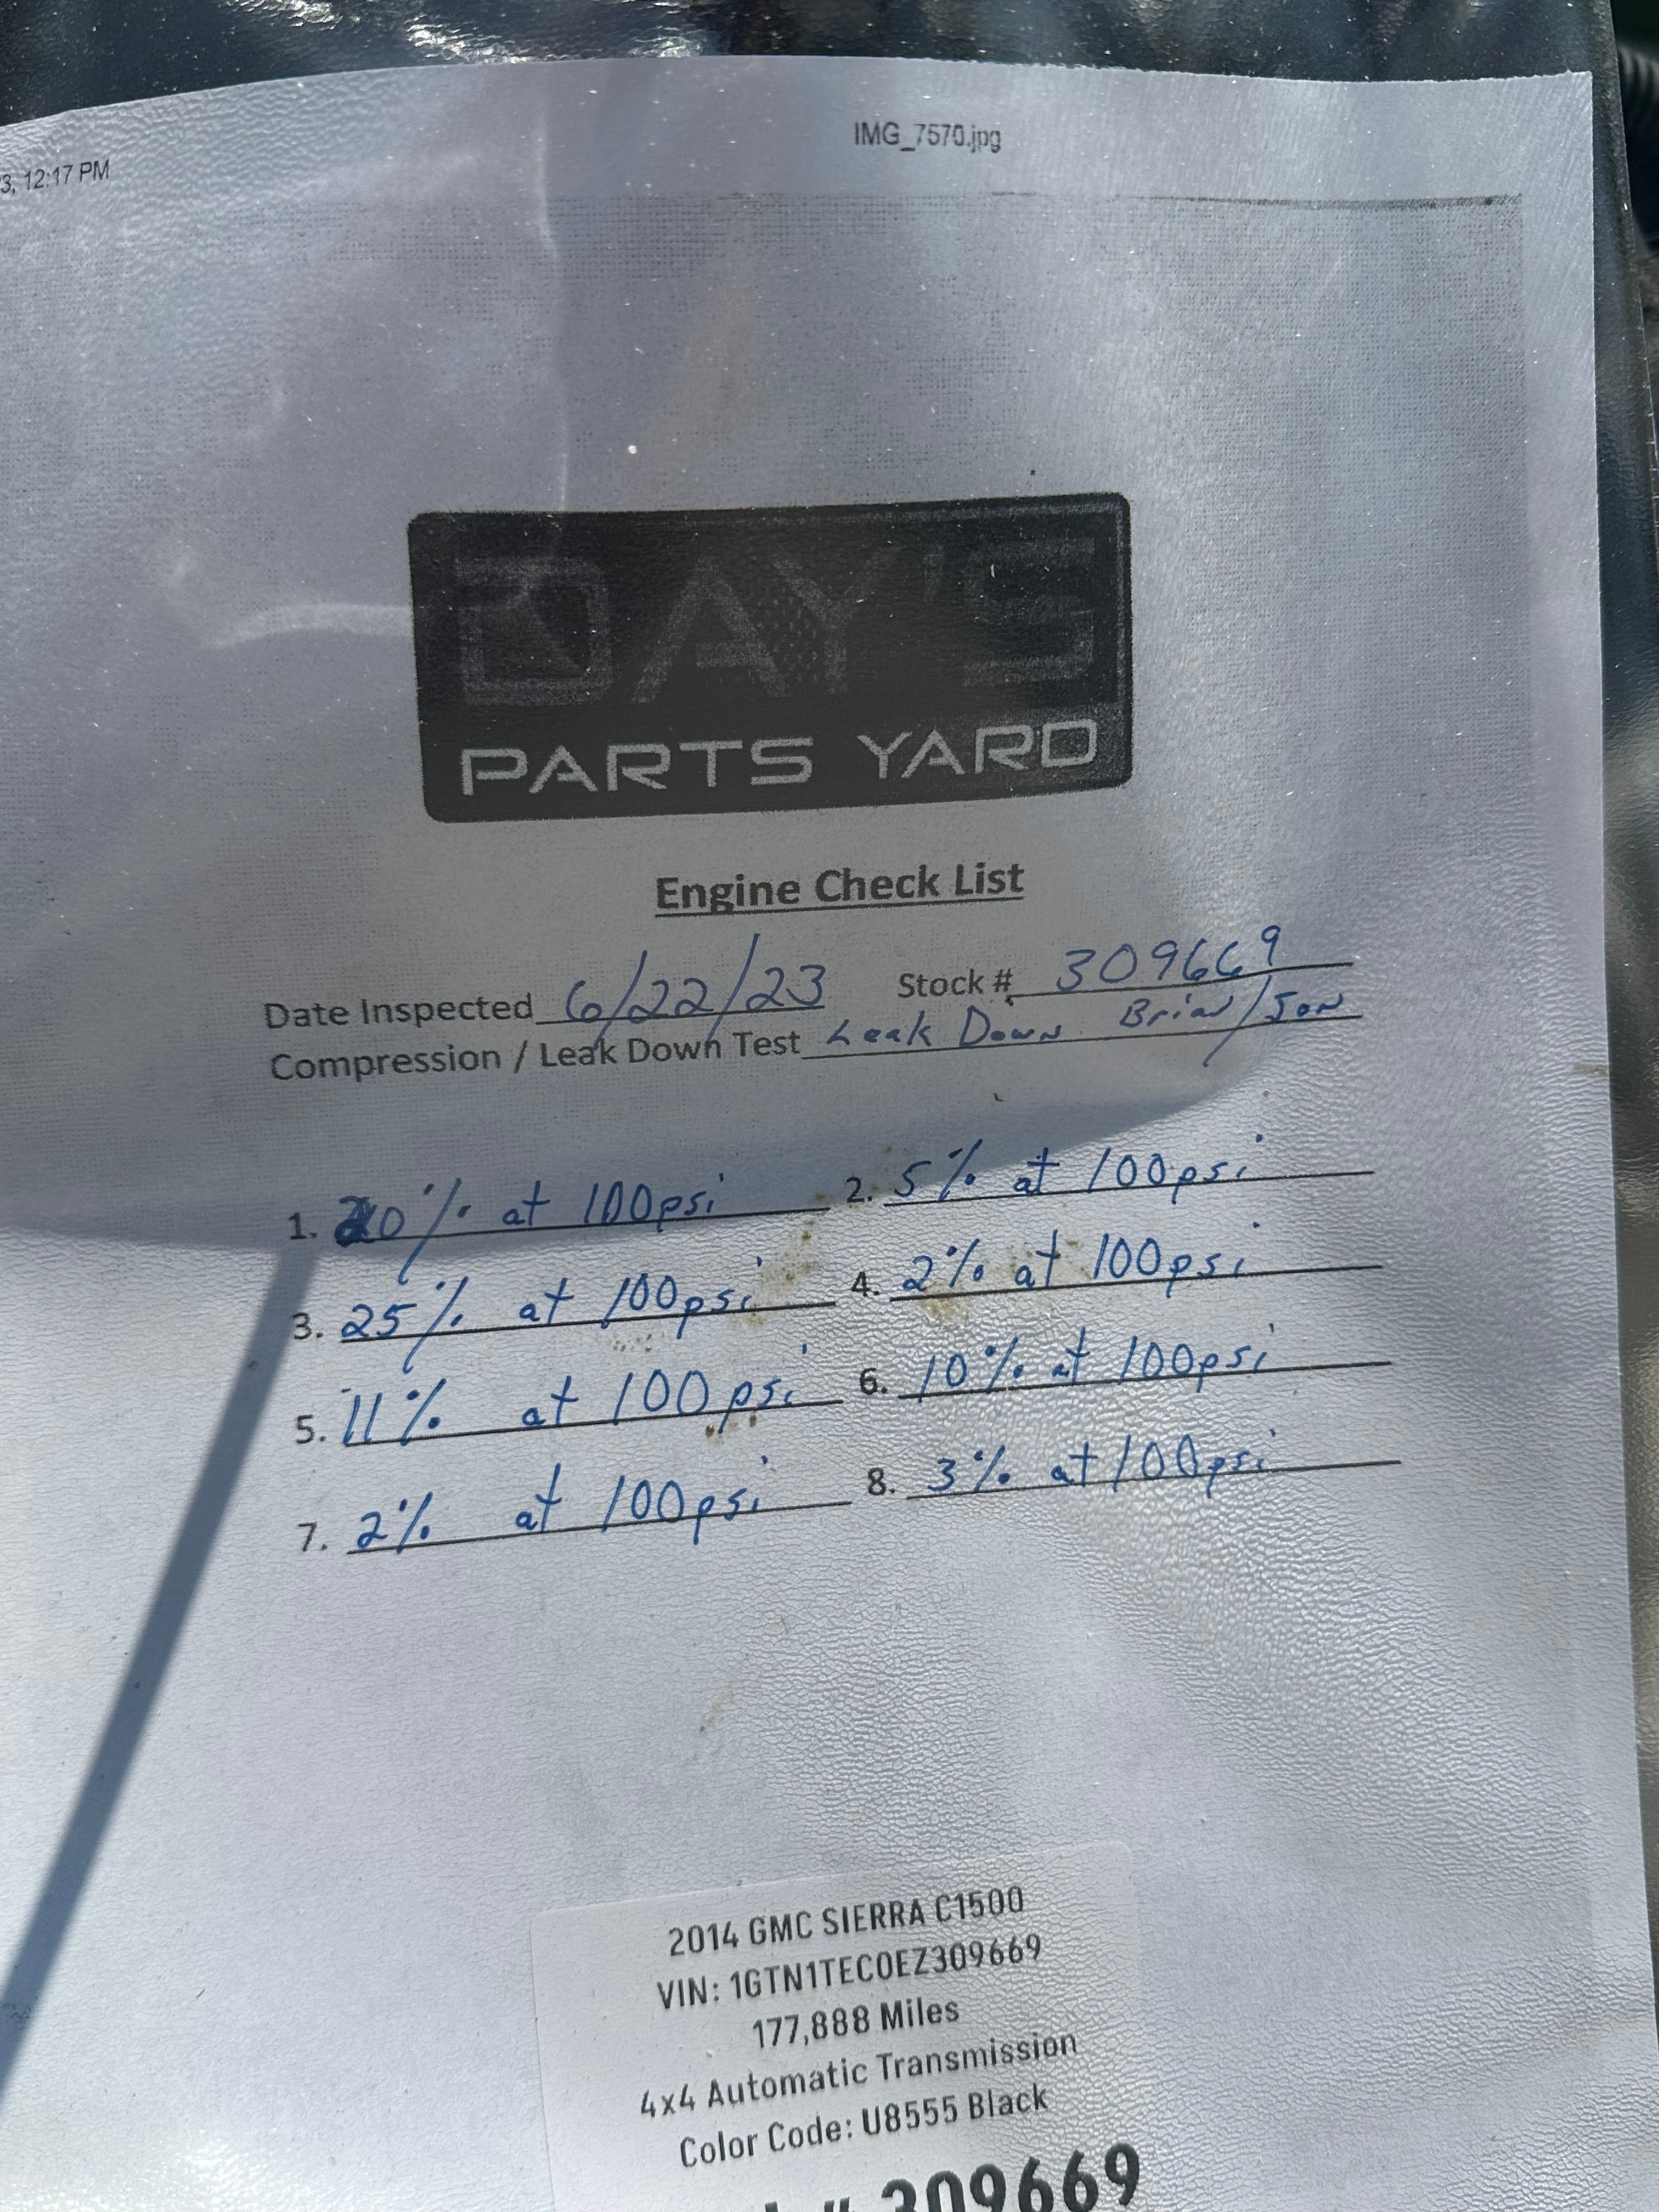 IMG_7570.jpg
3, 12:17 PM
DAY'S
PARTS YARD
Engine Check List
Date Inspected 6/22/23 Stock # 309669
Compression / Leak Down Test Leak Down Brian/Jon
1. 20% at 100psi 2. 5% at 100psi
3. 25% at 100psi 4. 2% at 100psi
5. 11% at 100psi 6. 10% at 100psi
7. 2% at 100psi 8. 3% at 100psi
2014 GMC SIERRA C1500
VIN: 1GTN1TEC0EZ309669
177,888 Miles
4x4 Automatic Transmission
Color Code: U8555 Black
# 309669